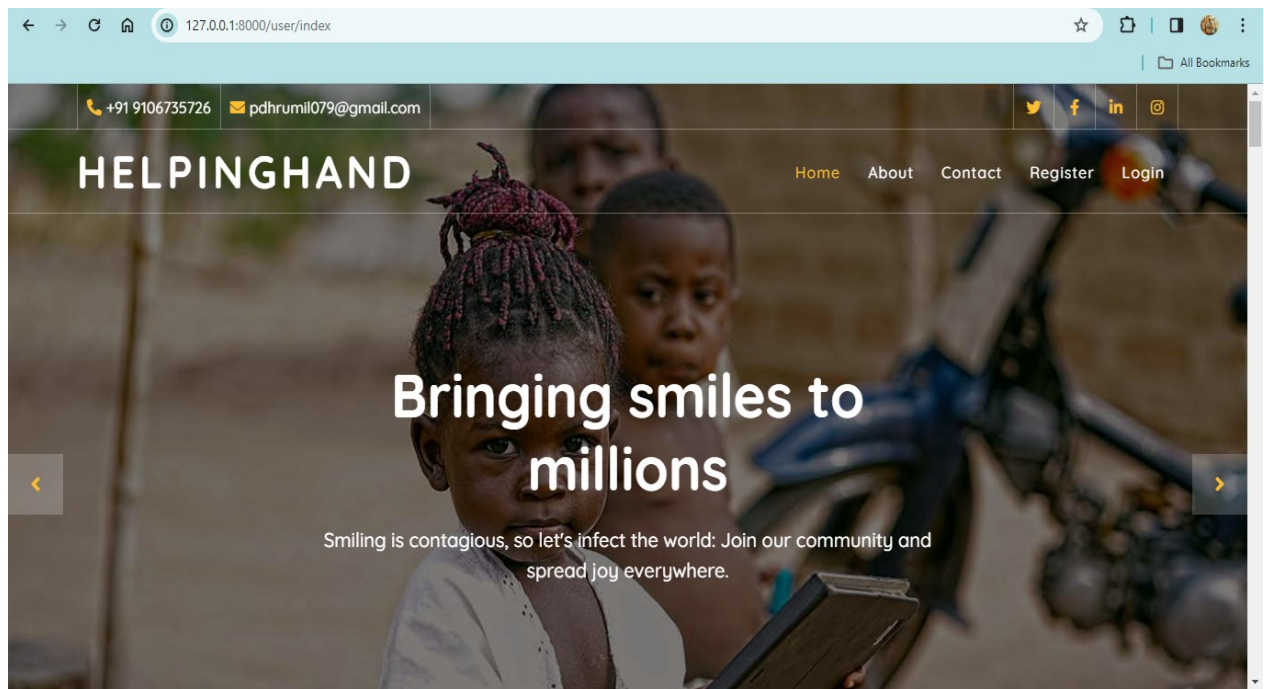 127.0.0.1:8000/user/index
All Bookmarks
+91 9106735726 pdhrumil079@gmail.com
HELPINGHAND
Home About Contact Register Login
Bringing smiles to
millions
Smiling is contagious, so let's infect the world: Join our community and
spread joy everywhere.